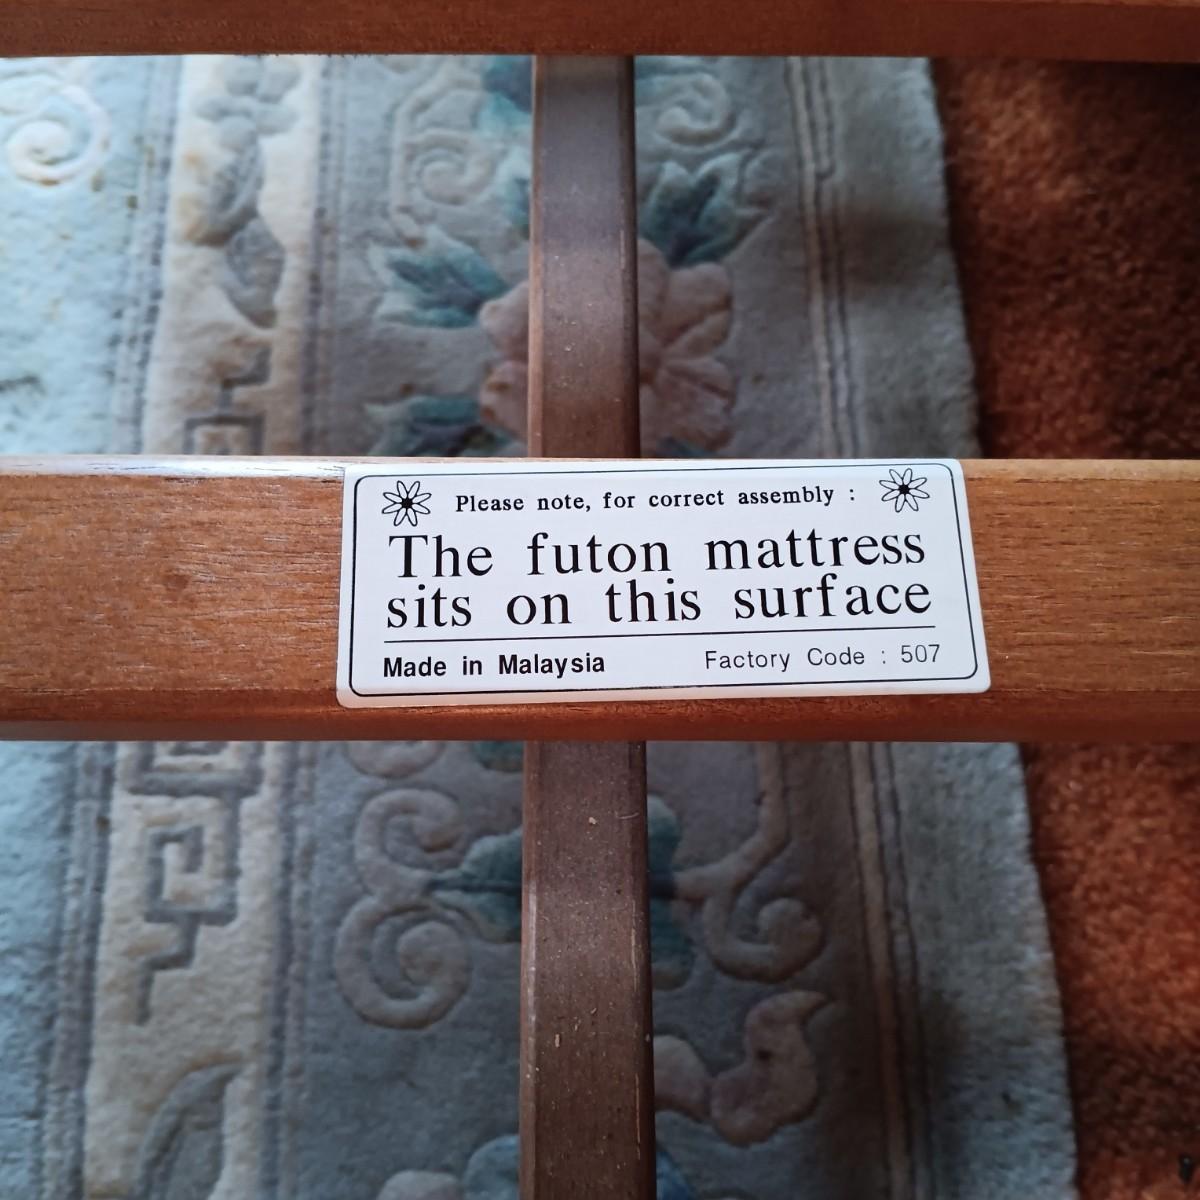 Please note, for correct assembly :
The futon mattress
sits on this surface
Made in Malaysia Factory Code : 507